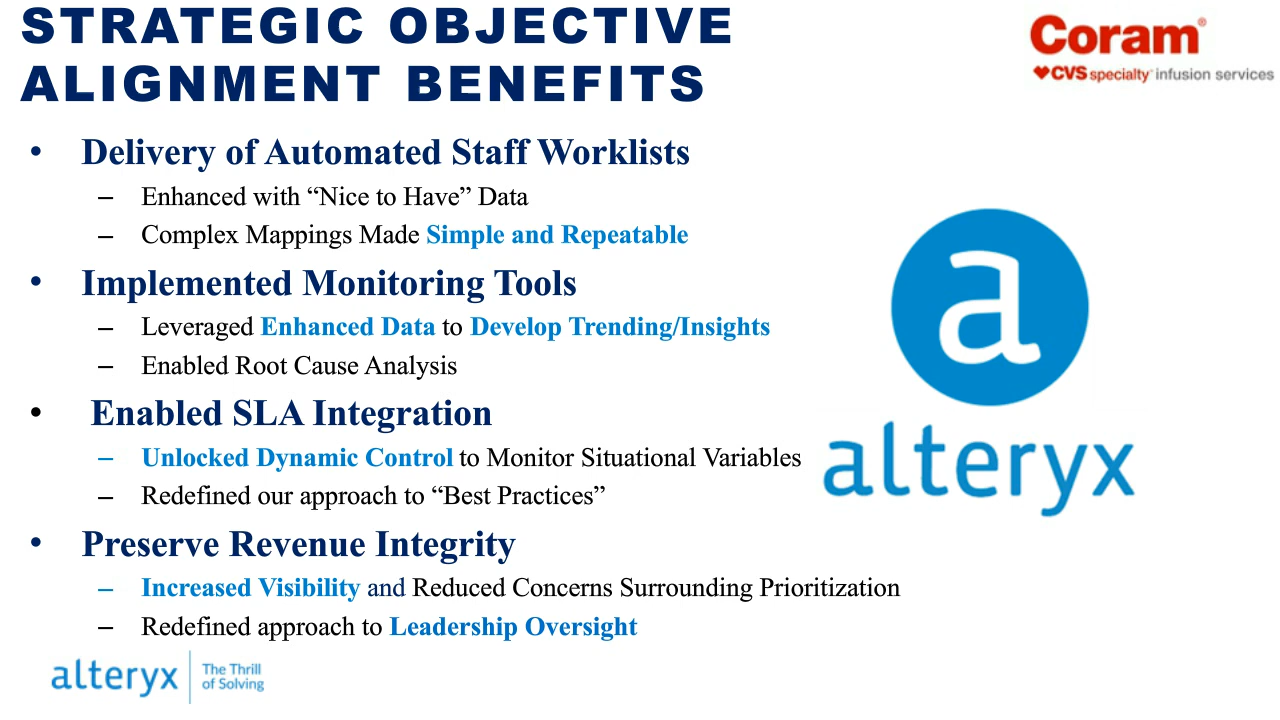 STRATEGIC OBJECTIVE
ALIGNMENT BENEFITS
Coram®
CVS specialty™ infusion services
• Delivery of Automated Staff Worklists
– Enhanced with “Nice to Have” Data
– Complex Mappings Made Simple and Repeatable
• Implemented Monitoring Tools
– Leveraged Enhanced Data to Develop Trending/Insights
– Enabled Root Cause Analysis
• Enabled SLA Integration
– Unlocked Dynamic Control to Monitor Situational Variables
– Redefined our approach to “Best Practices”
• Preserve Revenue Integrity
– Increased Visibility and Reduced Concerns Surrounding Prioritization
– Redefined approach to Leadership Oversight
a
alteryx
alteryx
The Thrill
of Solving